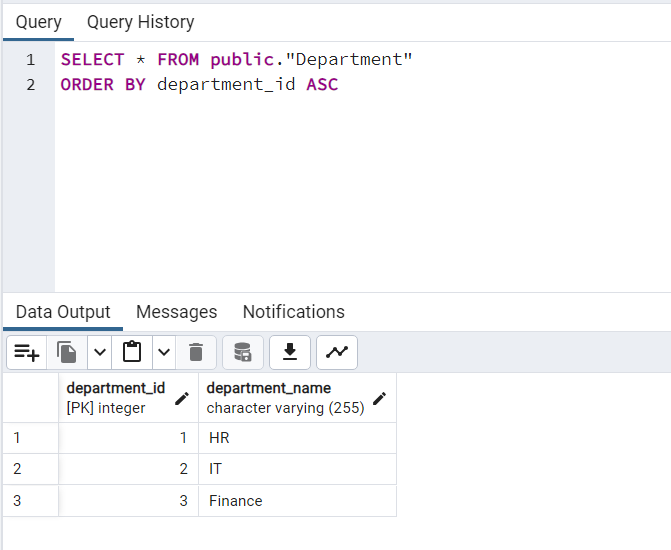 Query Query History
1 SELECT * FROM public."Department"
2 ORDER BY department_id ASC
Data Output Messages Notifications
department_id department_name
[PK] integer character varying (255)
1 1 HR
2 2 IT
3 3 Finance